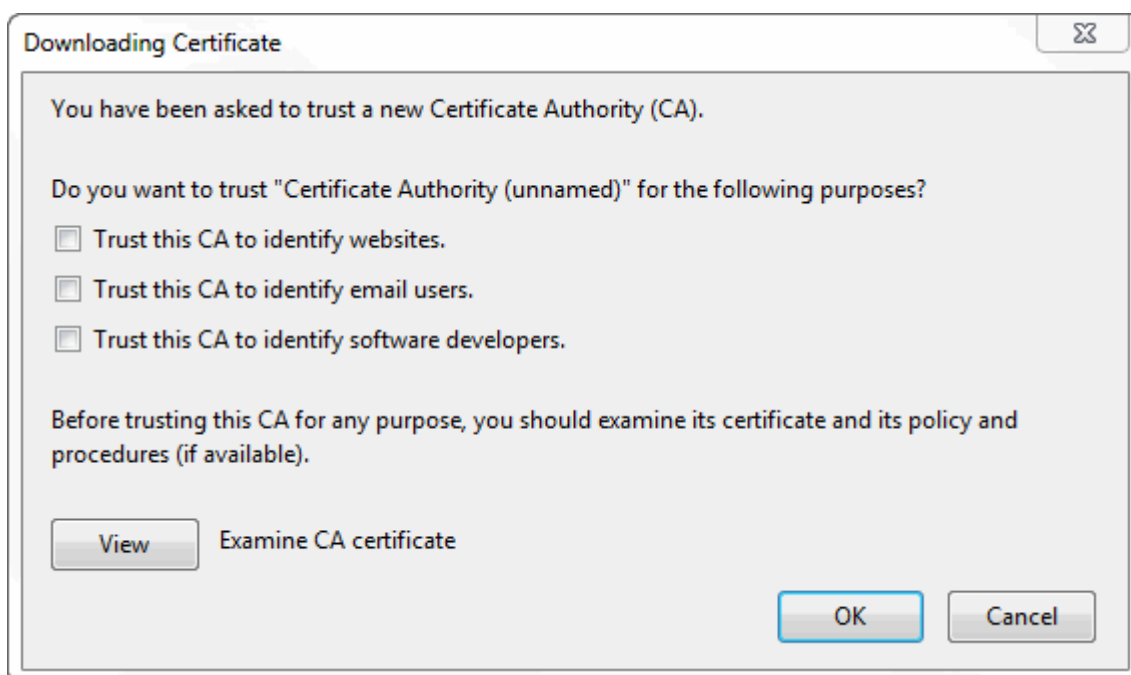 Downloading Certificate
You have been asked to trust a new Certificate Authority (CA).
Do you want to trust "Certificate Authority (unnamed)" for the following purposes?
Trust this CA to identify websites.
Trust this CA to identify email users.
Trust this CA to identify software developers.
Before trusting this CA for any purpose, you should examine its certificate and its policy and
procedures (if available).
View Examine CA certificate
OK Cancel